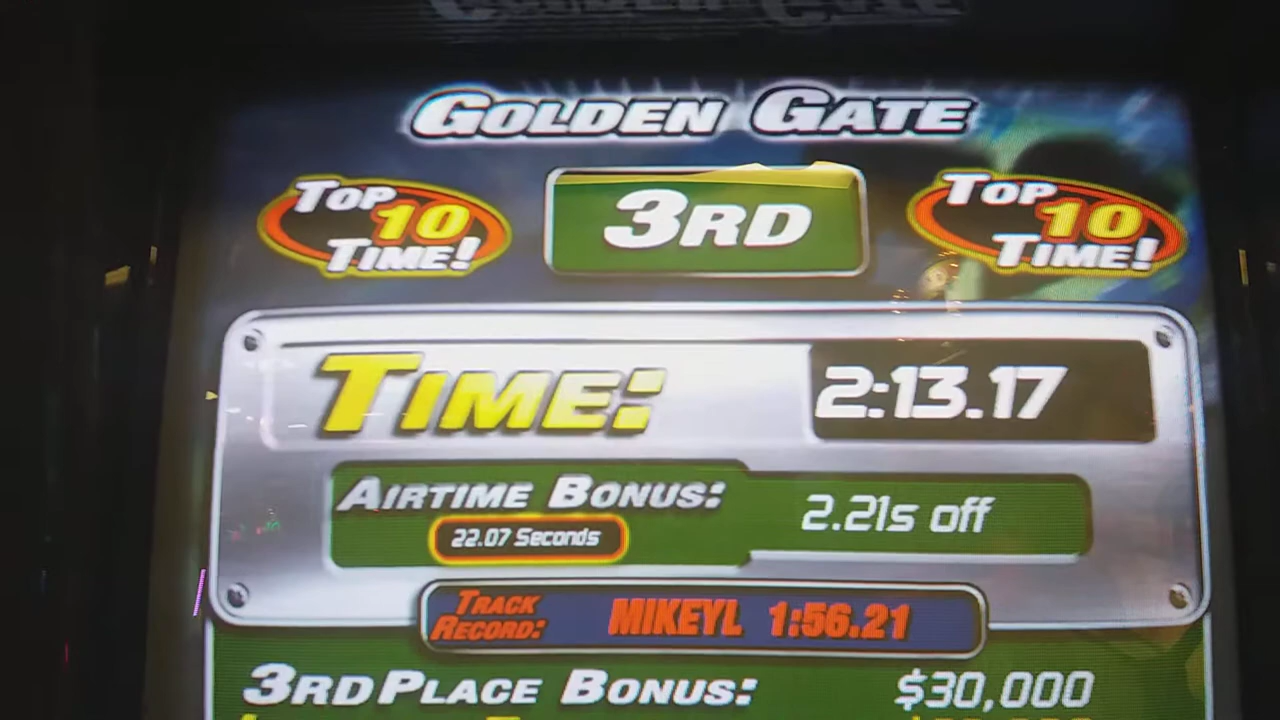 GOLDEN GATE
TOP 10 TIME!
3RD
TOP 10 TIME!
TIME: 2:13.17
AIRTIME BONUS: 2.21s off
22.07 Seconds
TRACK RECORD: MIKEYL 1:56.21
3RD PLACE BONUS: $30,000